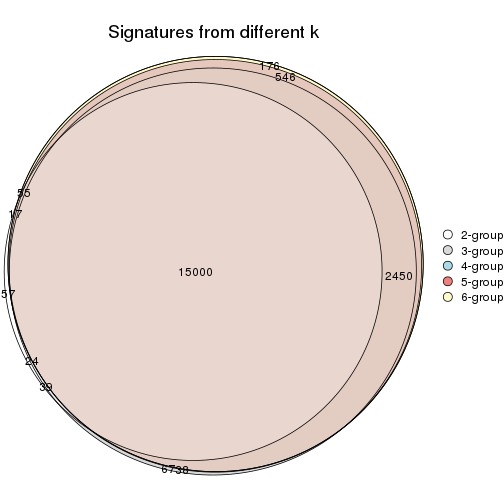 Signatures from different k
176
546
55
17
15000
2450
57
24
39
6738
2-group
3-group
4-group
5-group
6-group